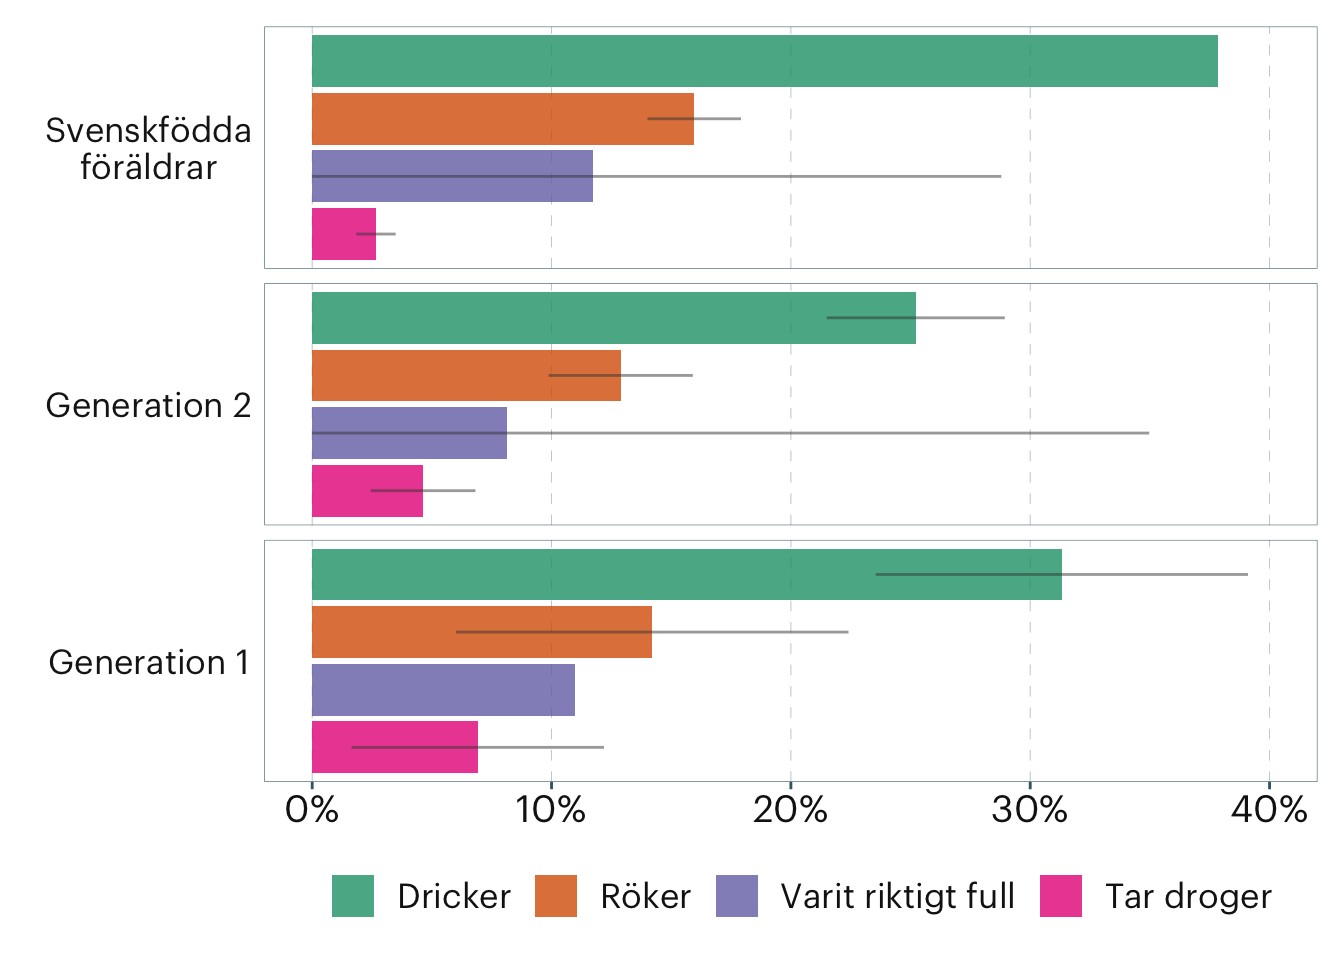 Svenskfödda
föräldrar
Generation 2
Generation 1
0% 10% 20% 30% 40%
Dricker Röker Varit riktigt full Tar droger